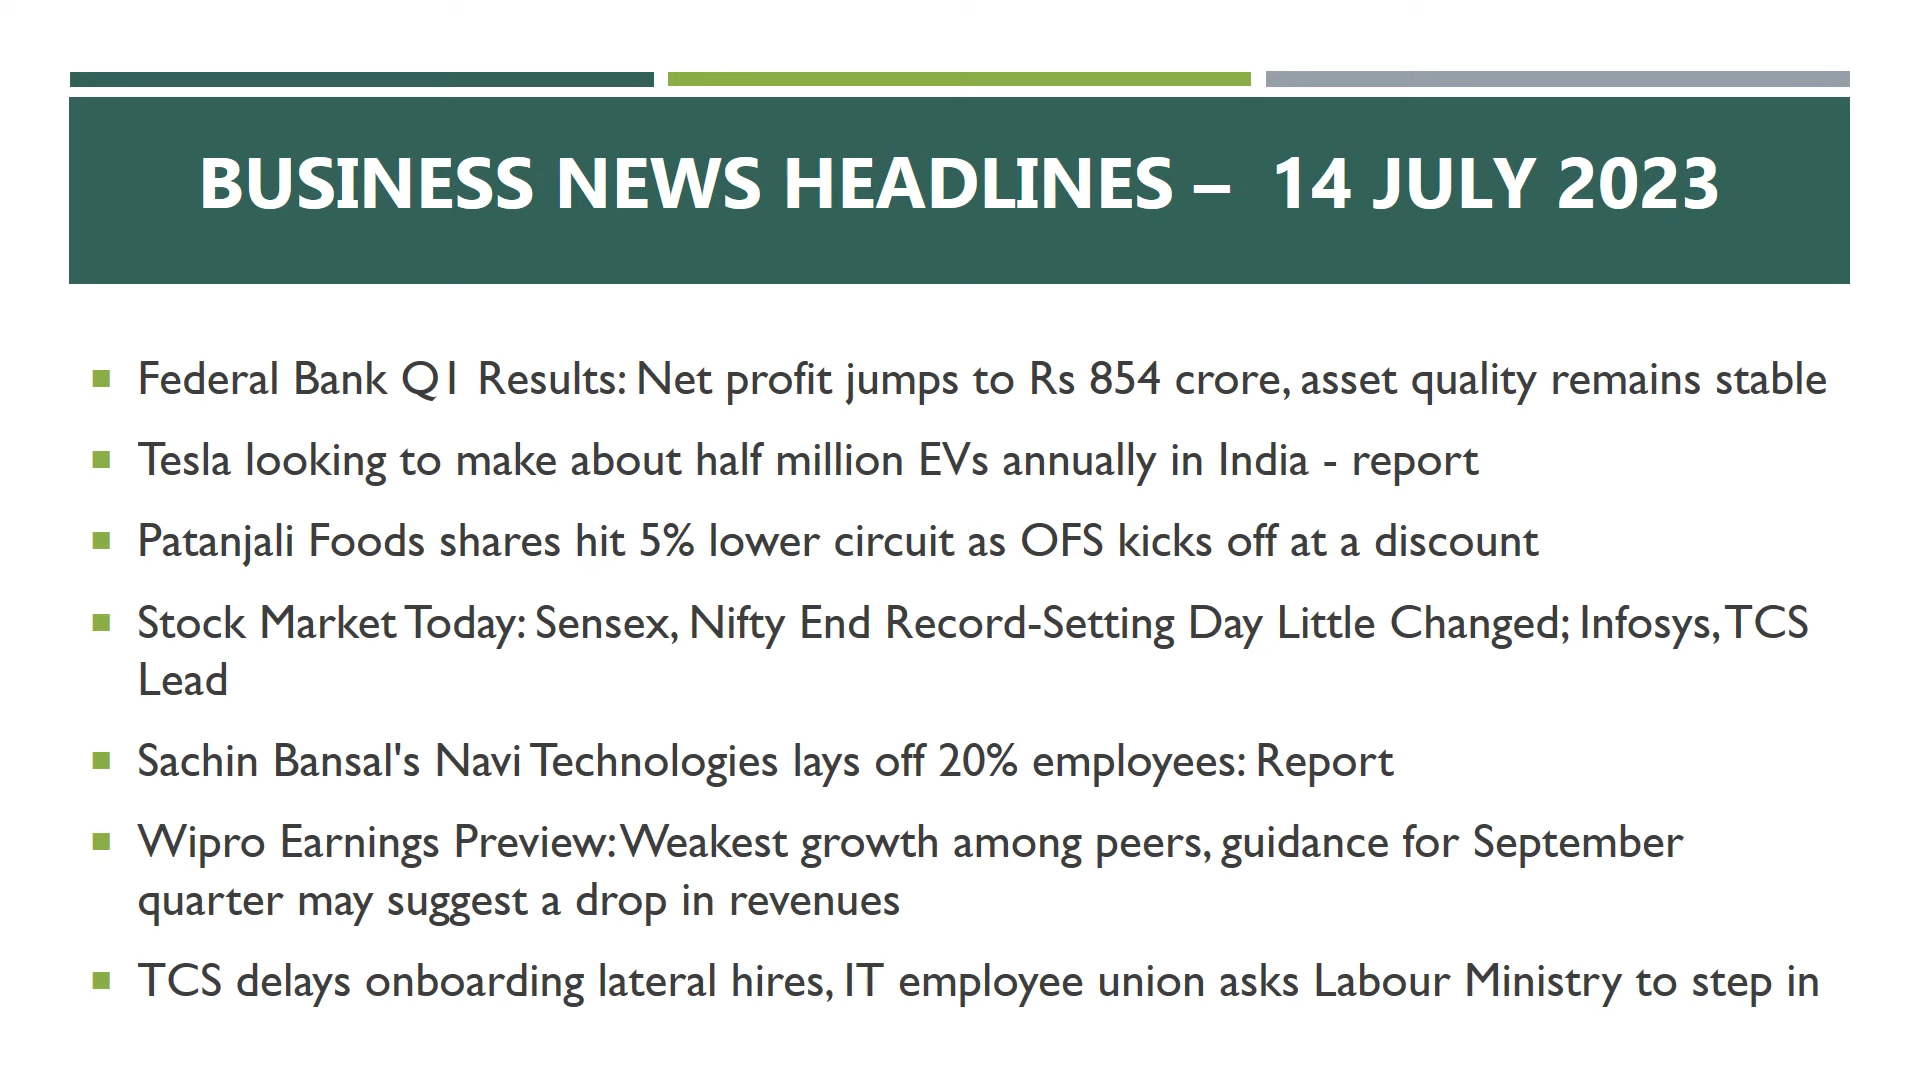 BUSINESS NEWS HEADLINES – 14 JULY 2023
Federal Bank Q1 Results: Net profit jumps to Rs 854 crore, asset quality remains stable
Tesla looking to make about half million EVs annually in India - report
Patanjali Foods shares hit 5% lower circuit as OFS kicks off at a discount
Stock Market Today: Sensex, Nifty End Record-Setting Day Little Changed; Infosys, TCS
Lead
Sachin Bansal's Navi Technologies lays off 20% employees: Report
Wipro Earnings Preview: Weakest growth among peers, guidance for September
quarter may suggest a drop in revenues
TCS delays onboarding lateral hires, IT employee union asks Labour Ministry to step in